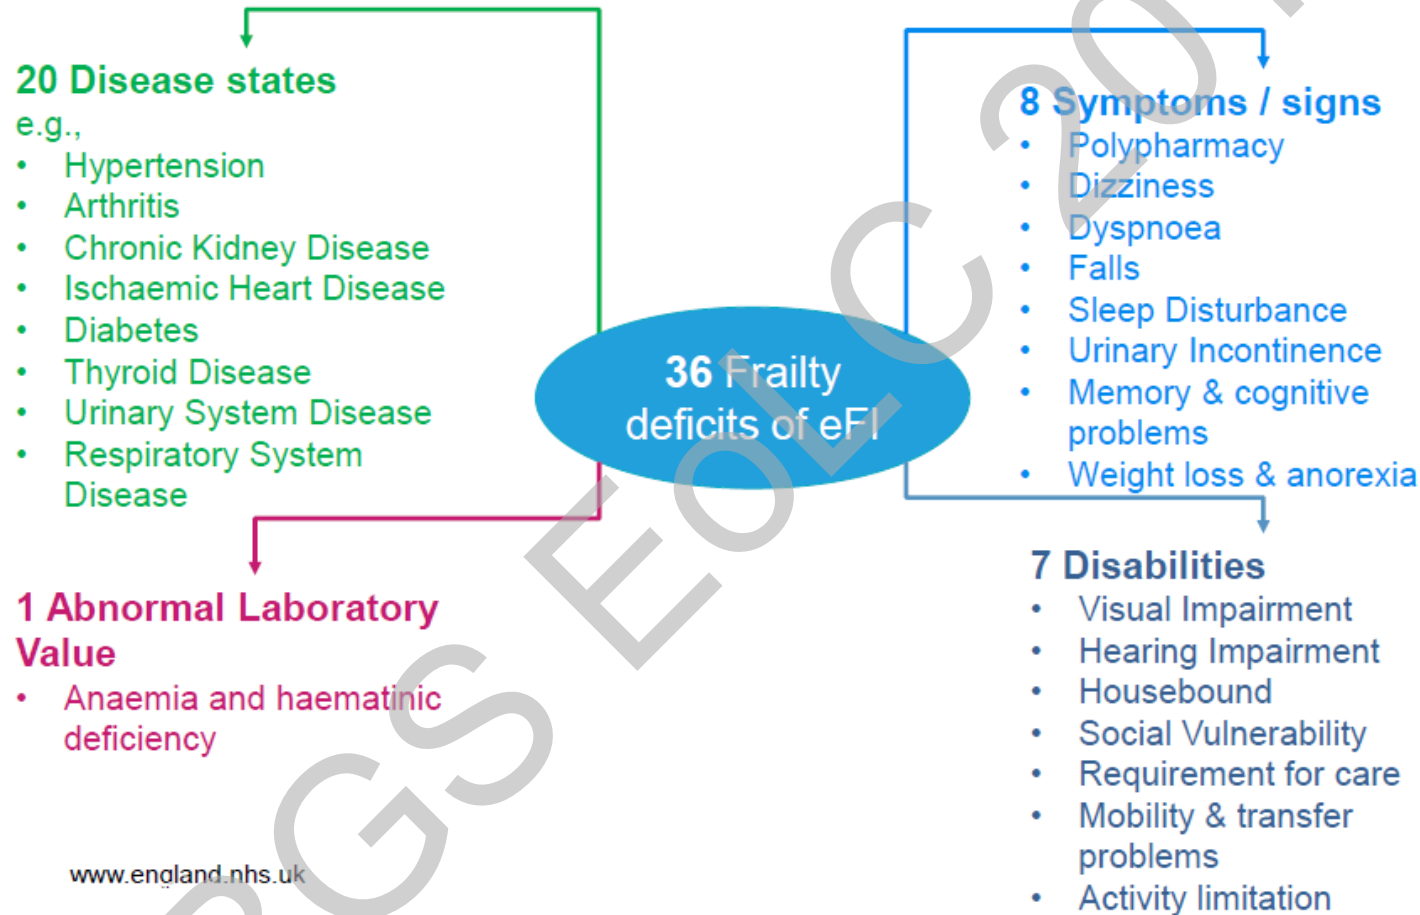 20 Disease states
e.g.,
• Hypertension
• Arthritis
• Chronic Kidney Disease
• Ischaemic Heart Disease
• Diabetes
• Thyroid Disease
• Urinary System Disease
• Respiratory System
Disease
1 Abnormal Laboratory
Value
• Anaemia and haematinic
deficiency
36 Frailty
deficits of eFI
8 Symptoms / signs
• Polypharmacy
• Dizziness
• Dyspnoea
• Falls
• Sleep Disturbance
• Urinary Incontinence
• Memory & cognitive
problems
• Weight loss & anorexia
7 Disabilities
• Visual Impairment
• Hearing Impairment
• Housebound
• Social Vulnerability
• Requirement for care
• Mobility & transfer
problems
• Activity limitation
www.england.nhs.uk
GS EoLC